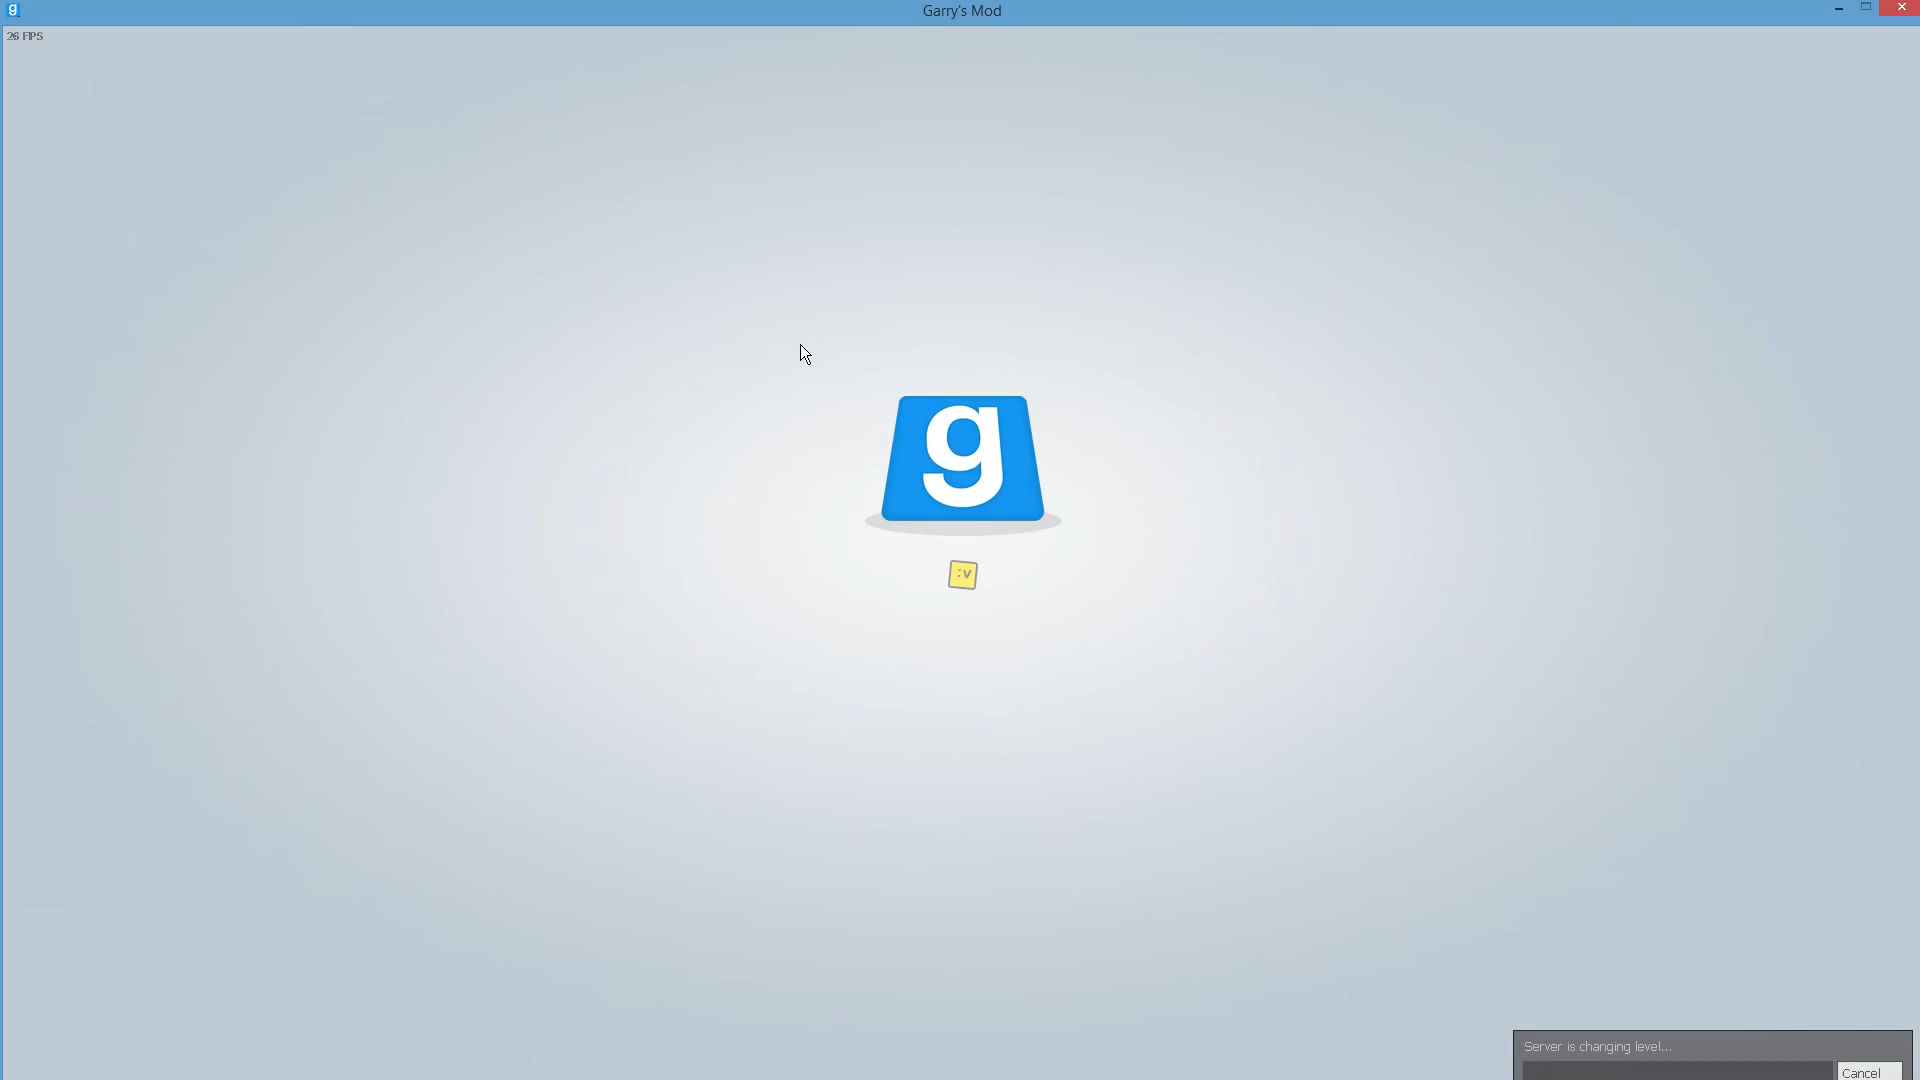 g
Garry's Mod
26 FPS
g
:v
Server is changing level...
Cancel